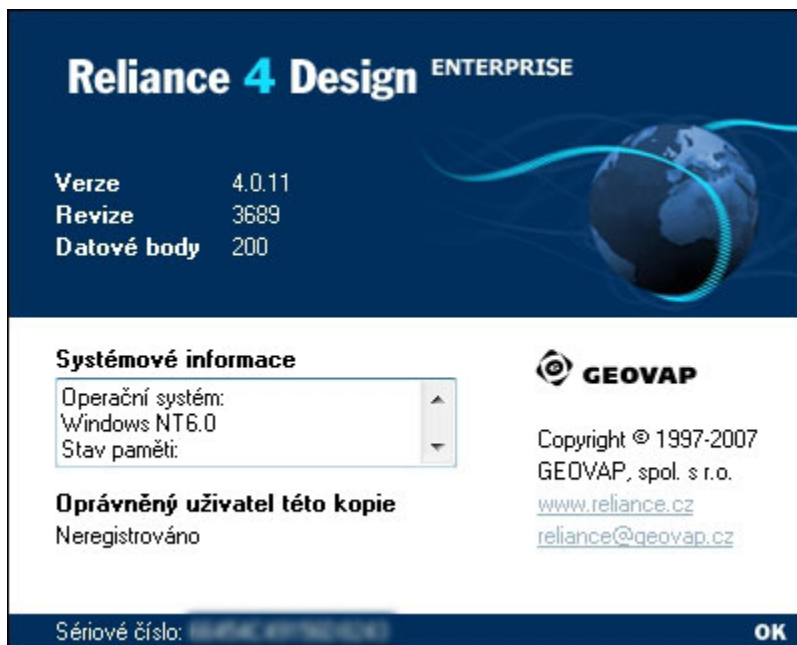 Reliance 4 Design ENTERPRISE
Verze 4.0.11
Revize 3689
Datové body 200
Systémové informace
Operační systém:
Windows NT6.0
Stav paměti:
Oprávněný uživatel této kopie
Neregistrováno
GEOVAP
Copyright © 1997-2007
GEOVAP, spol. s r.o.
www.reliance.cz
reliance@geovap.cz
Sériové číslo:
OK